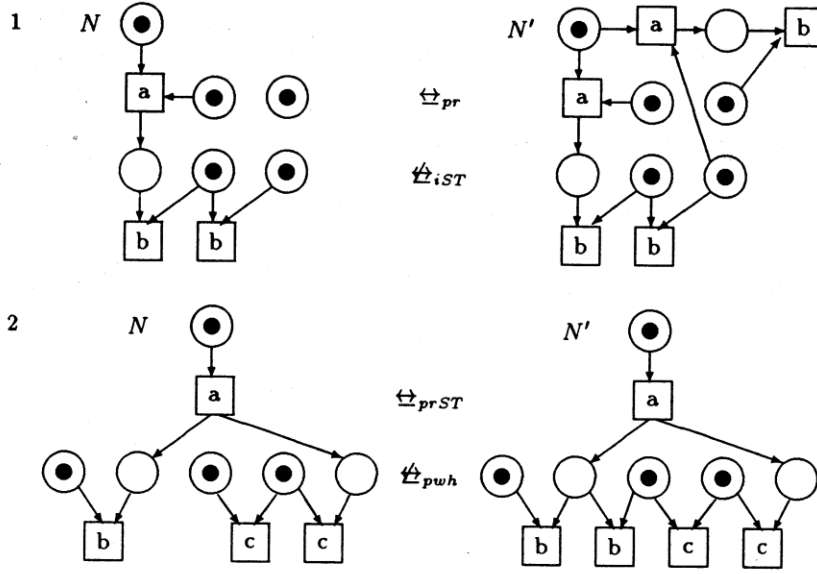 1 N N′ a b
a a ↔pr
↮iST
b b b b
2 N N′
a ↔prST a
↮pwh
b c c b b c c